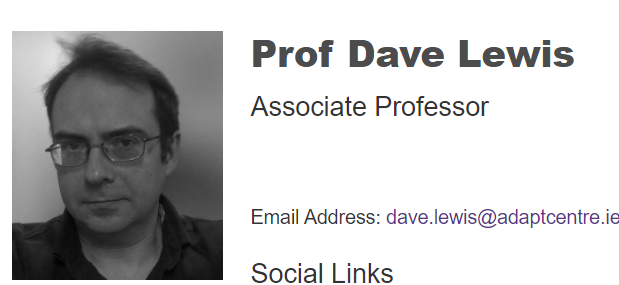 Prof Dave Lewis
Associate Professor
Email Address: dave.lewis@adaptcentre.ie
Social Links